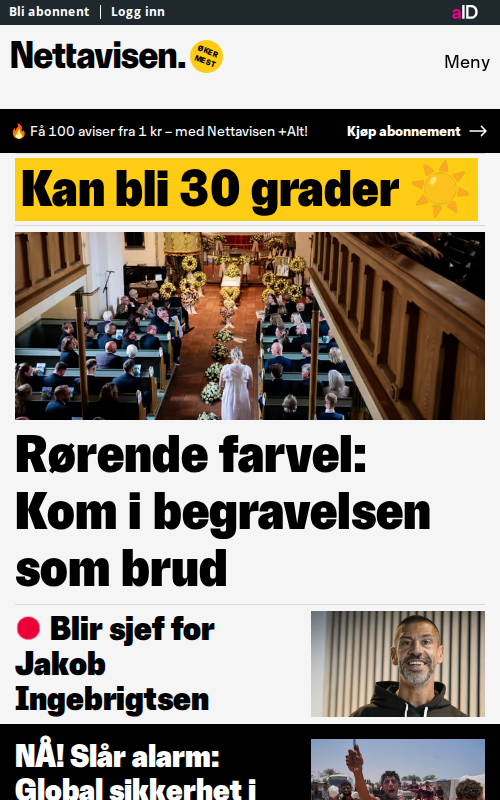 Bli abonnent | Logg inn
aID
Nettavisen. ØKER MEST
Meny
🔥 Få 100 aviser fra 1 kr – med Nettavisen +Alt!
Kjøp abonnement →
Kan bli 30 grader
Rørende farvel:
Kom i begravelsen
som brud
Blir sjef for
Jakob
Ingebrigtsen
NÅ! Slår alarm:
Global sikkerhet i